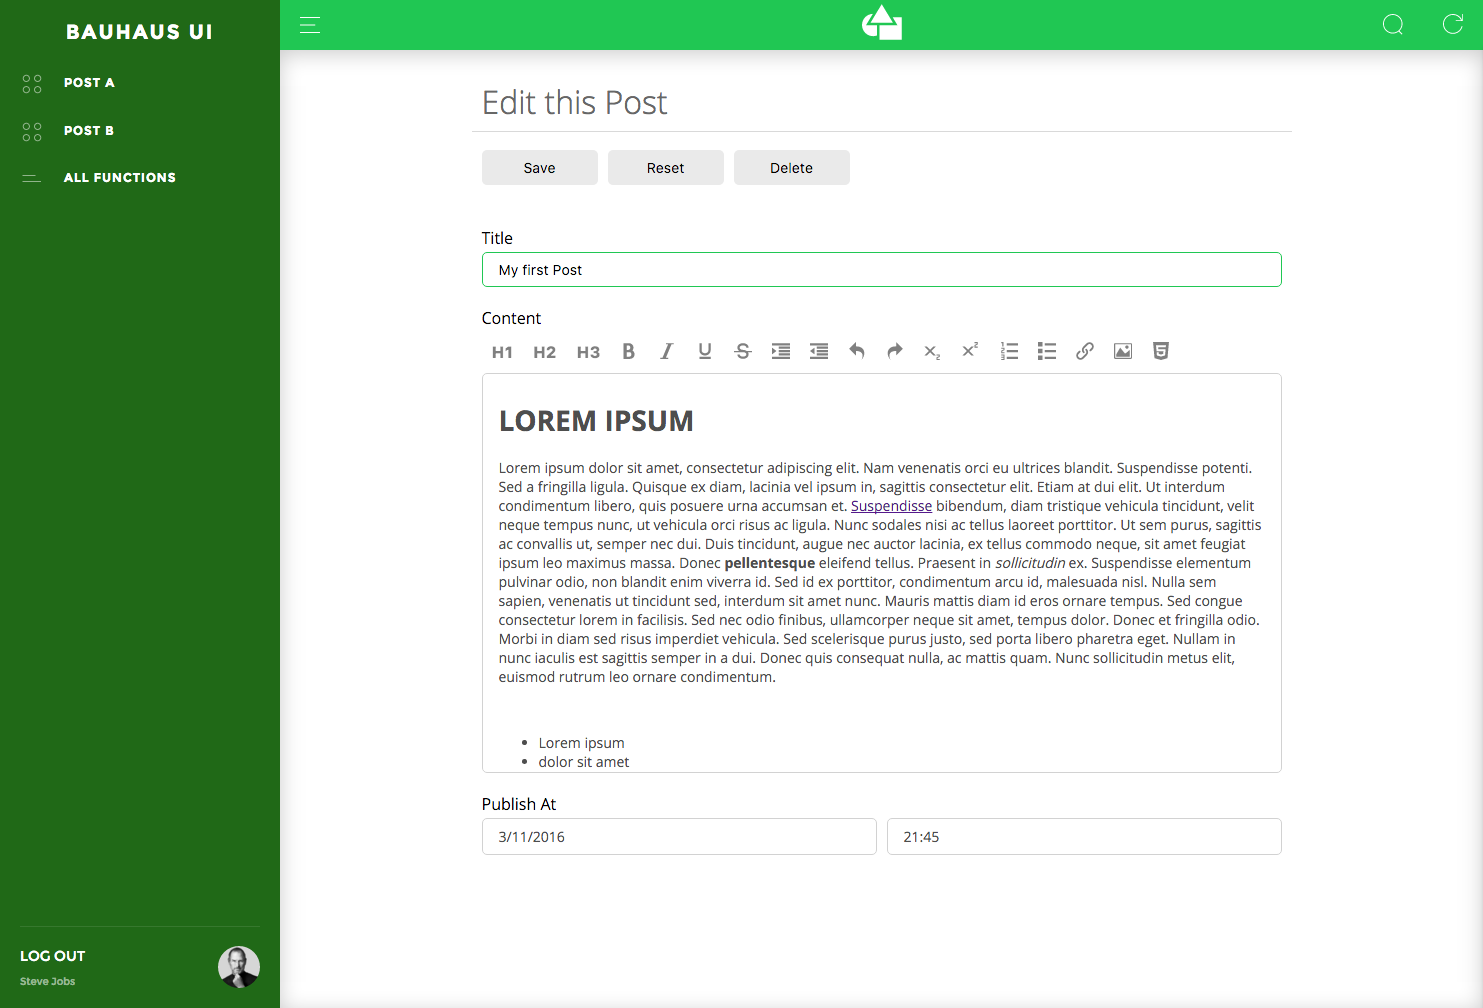 BAUHAUS UI
POST A
POST B
ALL FUNCTIONS
LOG OUT
Steve Jobs
Edit this Post
Save Reset Delete
Title
My first Post
Content
H1 H2 H3 B I U S X2 X2
LOREM IPSUM
Lorem ipsum dolor sit amet, consectetur adipiscing elit. Nam venenatis orci eu ultrices blandit. Suspendisse potenti.
Sed a fringilla ligula. Quisque ex diam, lacinia vel ipsum in, sagittis consectetur elit. Etiam at dui elit. Ut interdum
condimentum libero, quis posuere urna accumsan et. Suspendisse bibendum, diam tristique vehicula tincidunt, velit
neque tempus nunc, ut vehicula orci risus ac ligula. Nunc sodales nisi ac tellus laoreet porttitor. Ut sem purus, sagittis
ac convallis ut, semper nec dui. Duis tincidunt, augue nec auctor lacinia, ex tellus commodo neque, sit amet feugiat
ipsum leo maximus massa. Donec pellentesque eleifend tellus. Praesent in sollicitudin ex. Suspendisse elementum
pulvinar odio, non blandit enim viverra id. Sed id ex porttitor, condimentum arcu id, malesuada nisl. Nulla sem
sapien, venenatis ut tincidunt sed, interdum sit amet nunc. Mauris mattis diam id eros ornare tempus. Sed congue
consectetur lorem in facilisis. Sed nec odio finibus, ullamcorper neque sit amet, tempus dolor. Donec et fringilla odio.
Morbi in diam sed risus imperdiet vehicula. Sed scelerisque purus justo, sed porta libero pharetra eget. Nullam in
nunc iaculis est sagittis semper in a dui. Donec quis consequat nulla, ac mattis quam. Nunc sollicitudin metus elit,
euismod rutrum leo ornare condimentum.
• Lorem ipsum
• dolor sit amet
Publish At
3/11/2016 21:45